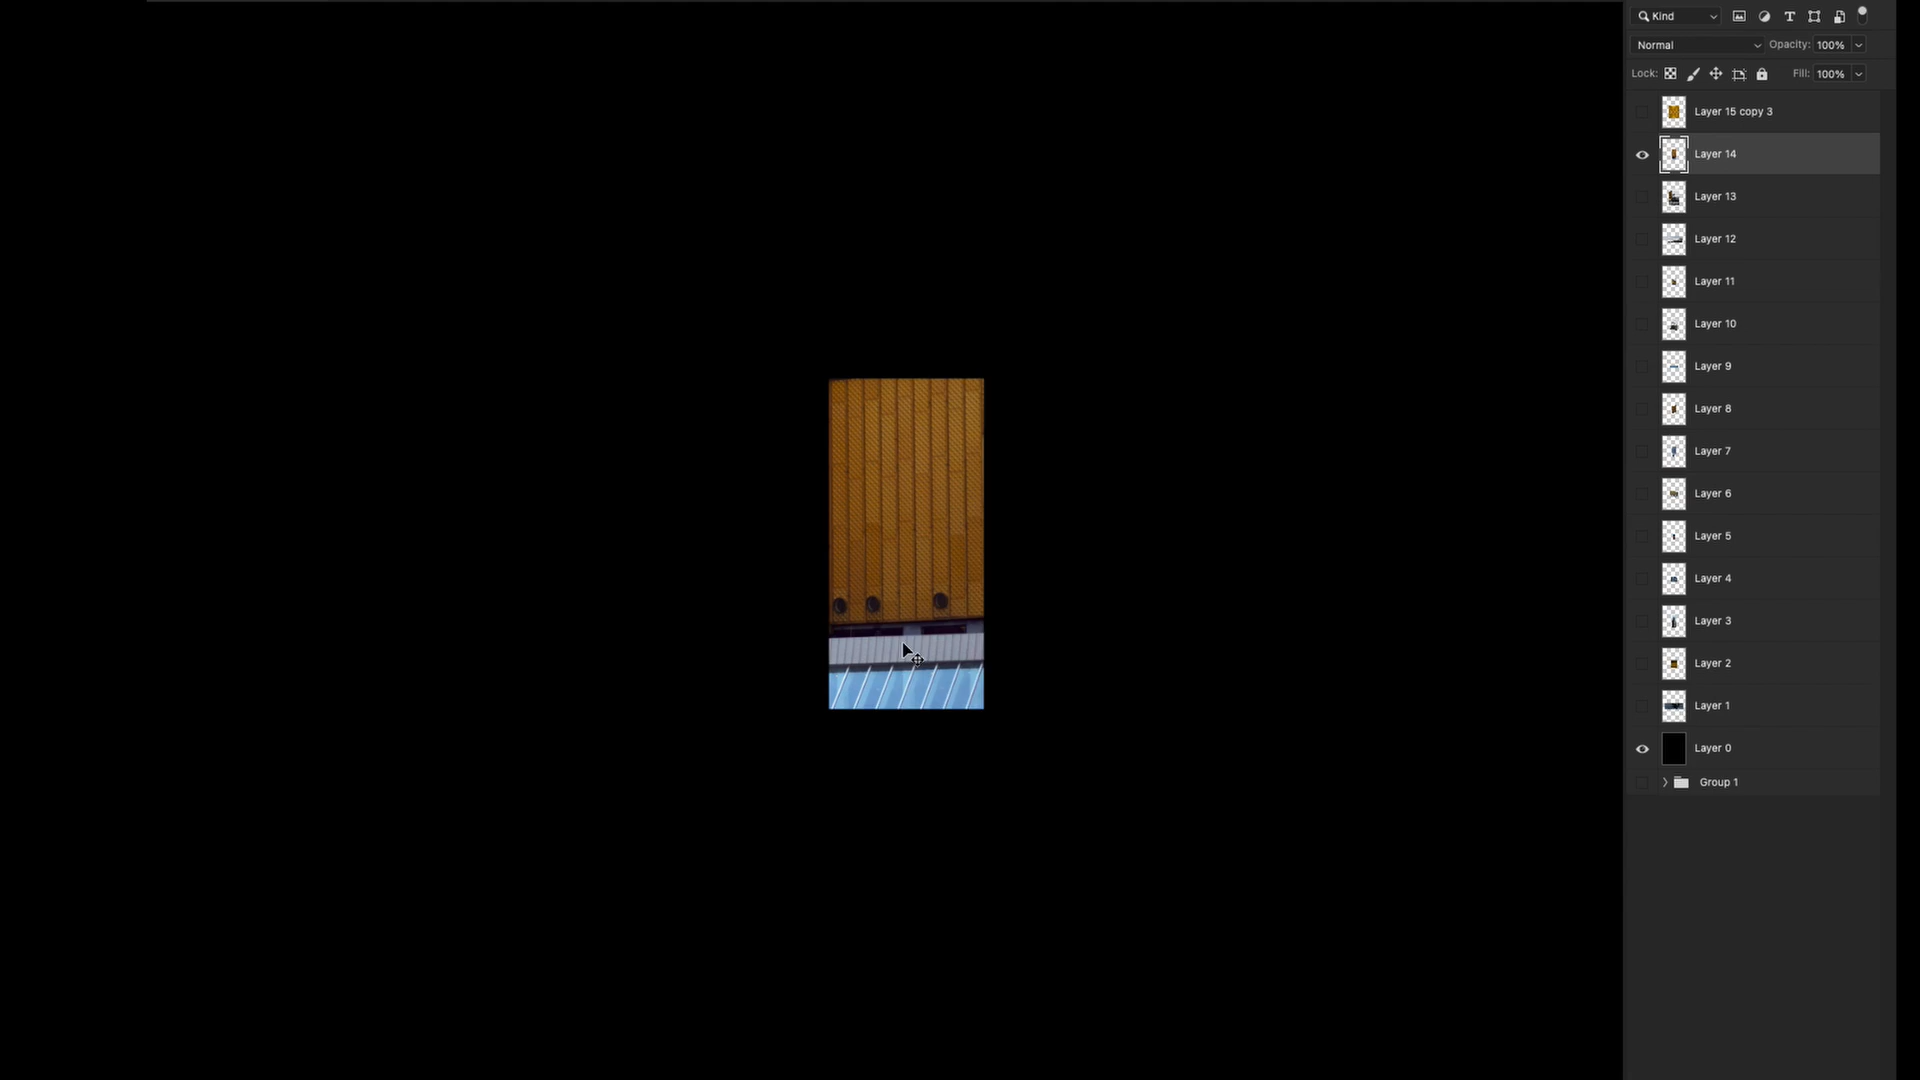 Kind
Normal Opacity: 100%
Lock: Fill: 100%
Layer 15 copy 3
Layer 14
Layer 13
Layer 12
Layer 11
Layer 10
Layer 9
Layer 8
Layer 7
Layer 6
Layer 5
Layer 4
Layer 3
Layer 2
Layer 1
Layer 0
Group 1